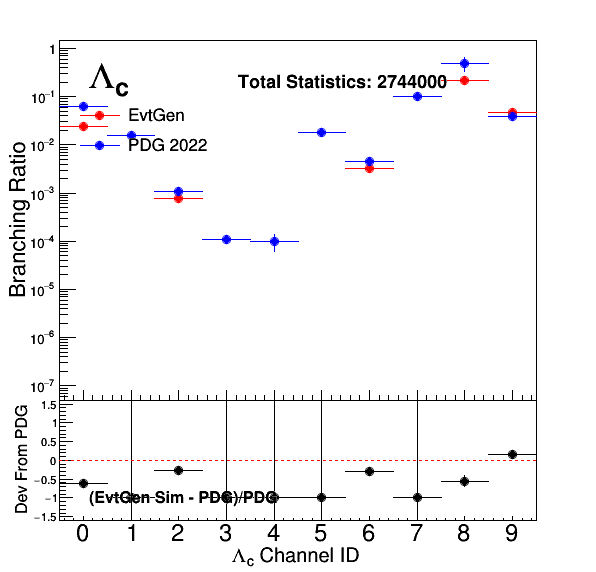 Λc
Total Statistics: 2744000
EvtGen
PDG 2022
Branching Ratio
1
10⁻¹
10⁻²
10⁻³
10⁻⁴
10⁻⁵
10⁻⁶
10⁻⁷
Dev From PDG
1.5
1
0.5
0
−0.5
−1
−1.5
(EvtGen Sim - PDG)/PDG
0 1 2 3 4 5 6 7 8 9
Λc Channel ID